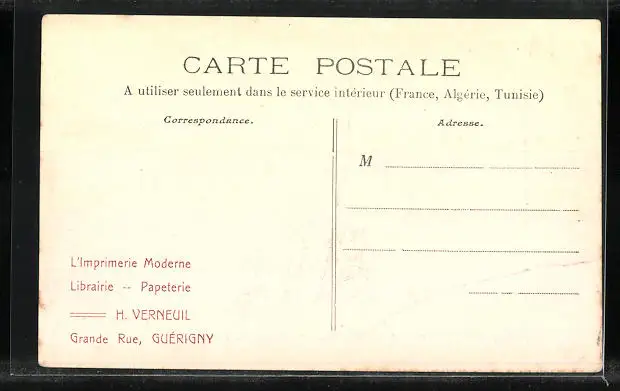 CARTE POSTALE
A utiliser seulement dans le service intérieur (France, Algérie, Tunisie)
Correspondance.
Adresse.
M
L'Imprimerie Moderne
Librairie -- Papeterie
H. VERNEUIL
Grande Rue, GUÉRIGNY